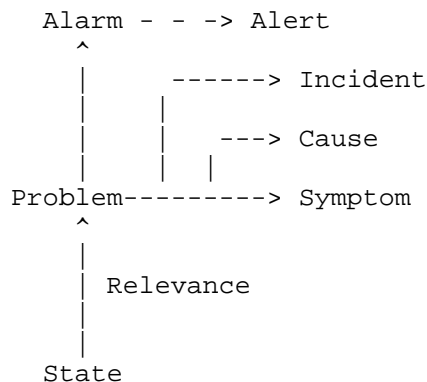 Alarm - - -> Alert
^
|
| ------> Incident
| |
| | ---> Cause
| | |
Problem---------> Symptom
^
|
| Relevance
|
|
State